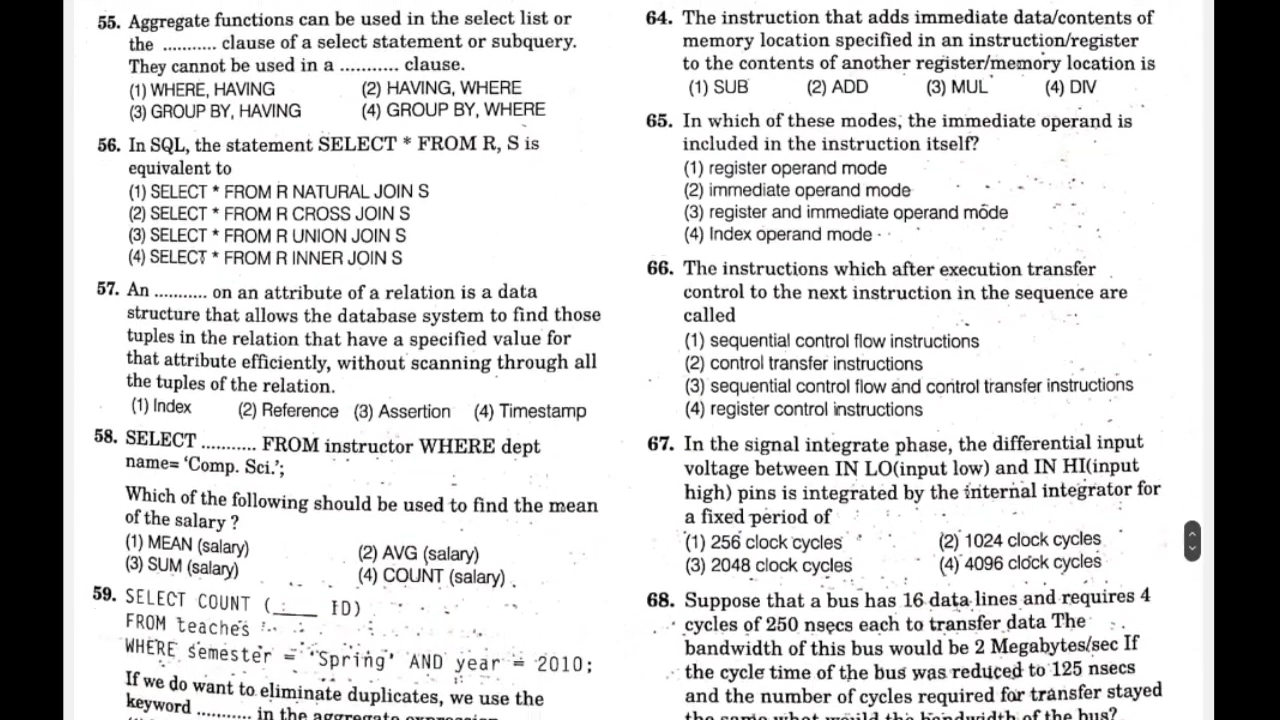 55. Aggregate functions can be used in the select list or
the ........... clause of a select statement or subquery.
They cannot be used in a ........... clause.
(1) WHERE, HAVING (2) HAVING, WHERE
(3) GROUP BY, HAVING (4) GROUP BY, WHERE
56. In SQL, the statement SELECT * FROM R, S is
equivalent to
(1) SELECT * FROM R NATURAL JOIN S
(2) SELECT * FROM R CROSS JOIN S
(3) SELECT * FROM R UNION JOIN S
(4) SELECT * FROM R INNER JOIN S
57. An ........... on an attribute of a relation is a data
structure that allows the database system to find those
tuples in the relation that have a specified value for
that attribute efficiently, without scanning through all
the tuples of the relation.
(1) Index (2) Reference (3) Assertion (4) Timestamp
58. SELECT ........... FROM instructor WHERE dept
name= ‘Comp. Sci.’;
Which of the following should be used to find the mean
of the salary ?
(1) MEAN (salary) (2) AVG (salary)
(3) SUM (salary) (4) COUNT (salary)
59. SELECT COUNT (____ ID)
FROM teaches
WHERE semester = ‘Spring’ AND year = 2010;
If we do want to eliminate duplicates, we use the
keyword ........... in the aggregate expression
64. The instruction that adds immediate data/contents of
memory location specified in an instruction/register
to the contents of another register/memory location is
(1) SUB (2) ADD (3) MUL (4) DIV
65. In which of these modes, the immediate operand is
included in the instruction itself?
(1) register operand mode
(2) immediate operand mode
(3) register and immediate operand mode
(4) Index operand mode
66. The instructions which after execution transfer
control to the next instruction in the sequence are
called
(1) sequential control flow instructions
(2) control transfer instructions
(3) sequential control flow and control transfer instructions
(4) register control instructions
67. In the signal integrate phase, the differential input
voltage between IN LO(input low) and IN HI(input
high) pins is integrated by the internal integrator for
a fixed period of
(1) 256 clock cycles (2) 1024 clock cycles
(3) 2048 clock cycles (4) 4096 clock cycles
68. Suppose that a bus has 16 data lines and requires 4
cycles of 250 nsecs each to transfer data The
bandwidth of this bus would be 2 Megabytes/sec If
the cycle time of the bus was reduced to 125 nsecs
and the number of cycles required for transfer stayed
the same what would the bandwidth of the bus?